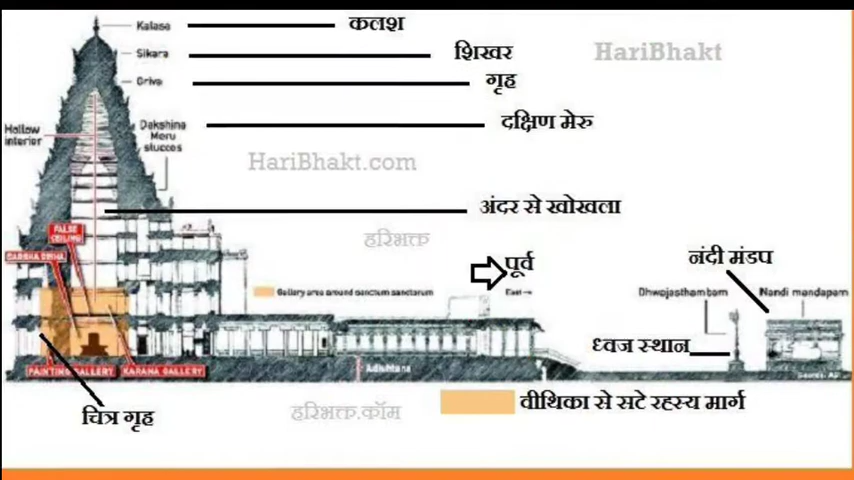 Kalasa
कलश
Sikara
शिखर
HariBhakt
Griva
गृह
Hollow
interior
Dakshina
Meru
stuccos
दक्षिण मेरु
HariBhakt.com
अंदर से खोखला
FALSE
CEILING
हरिभक्त
GARBHA GRIHA
पूर्व
नंदी मंडप
Gallery area around sanctum sanctorum
East→
Dhwajasthambam
Nandi mandapam
ध्वज स्थान
PAINTING GALLERY
KARANA GALLERY
Adisthana
चित्र गृह
हरिभक्त.कॉम
वीथिका से सटे रहस्य मार्ग